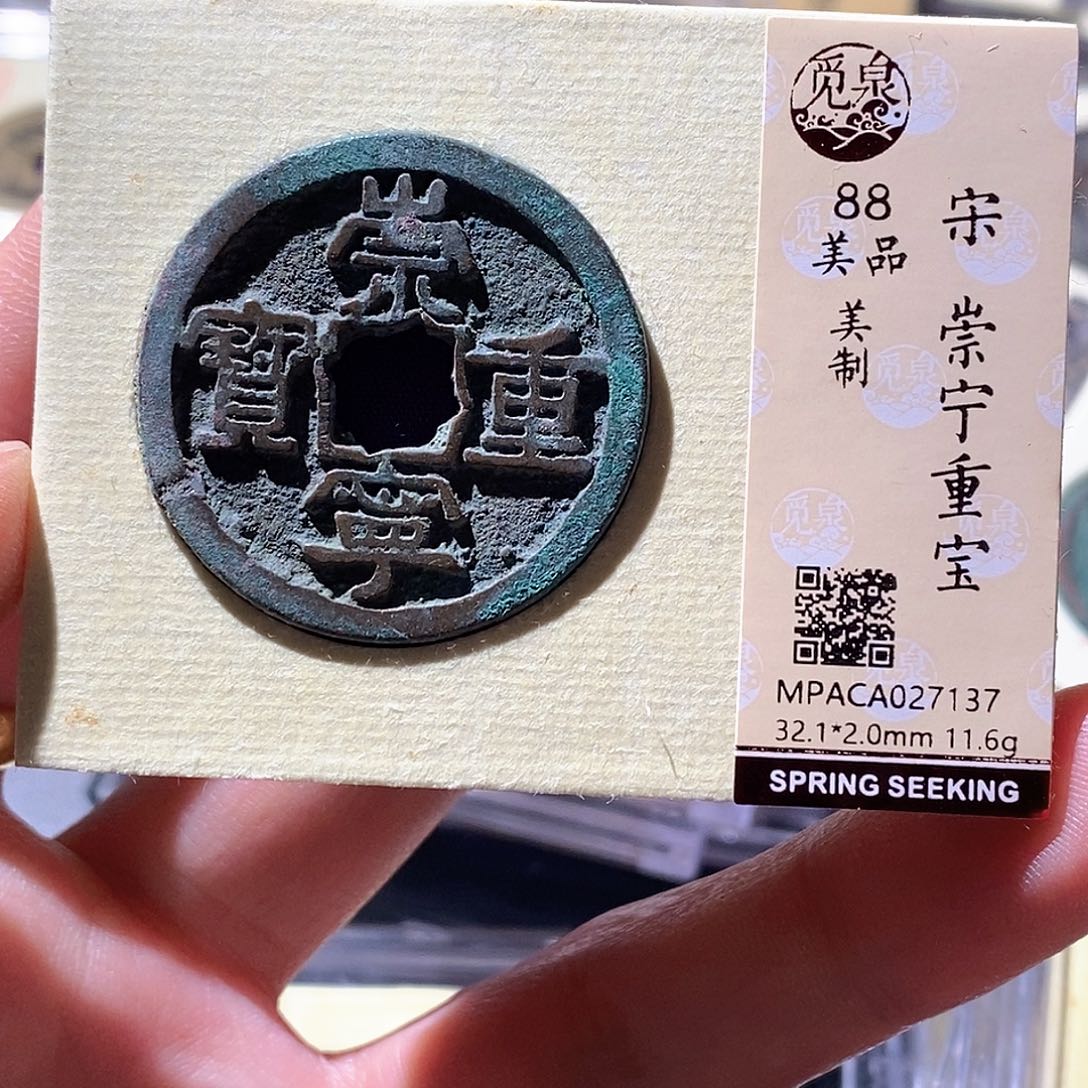 崇
寧
重
寶
觅泉
宋 崇宁重宝
88
美品
美制
MPACA027137
32.1*2.0mm 11.6g
SPRING SEEKING